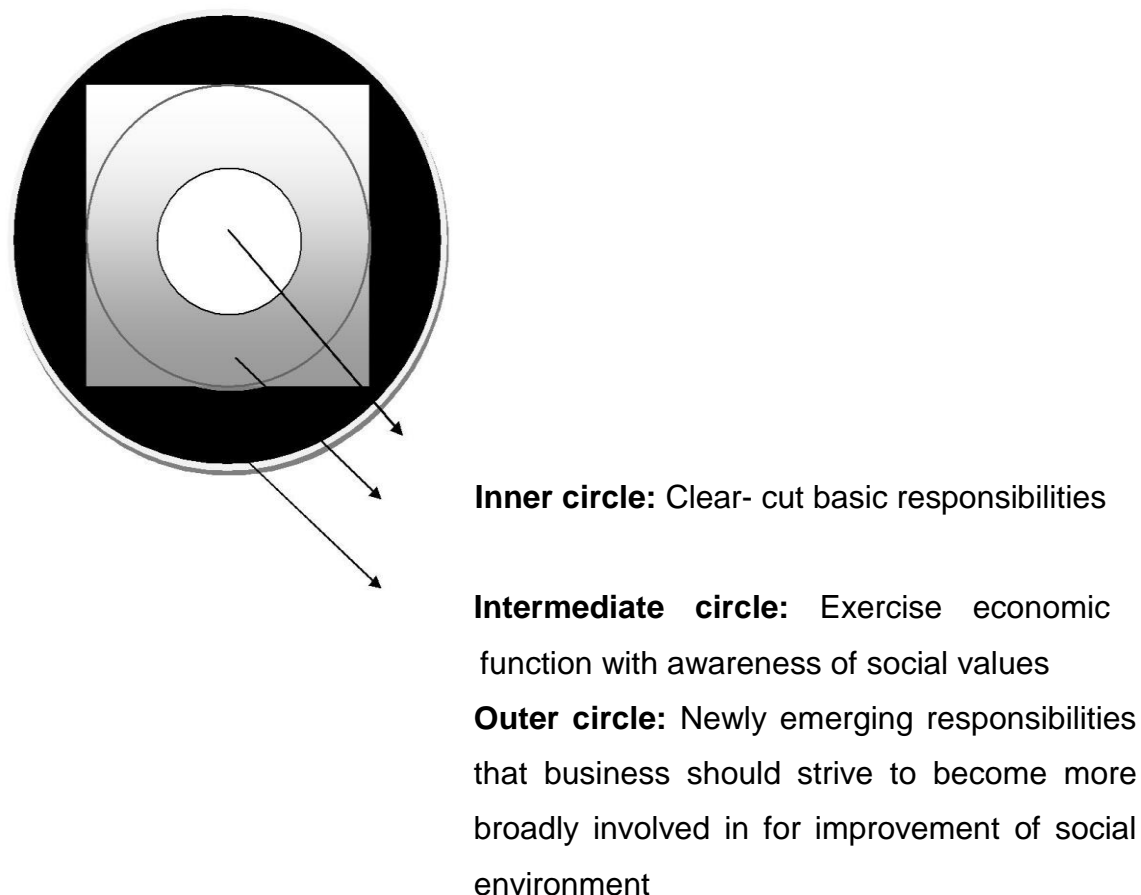 Inner circle: Clear- cut basic responsibilities
Intermediate circle: Exercise economic
function with awareness of social values
Outer circle: Newly emerging responsibilities
that business should strive to become more
broadly involved in for improvement of social
environment